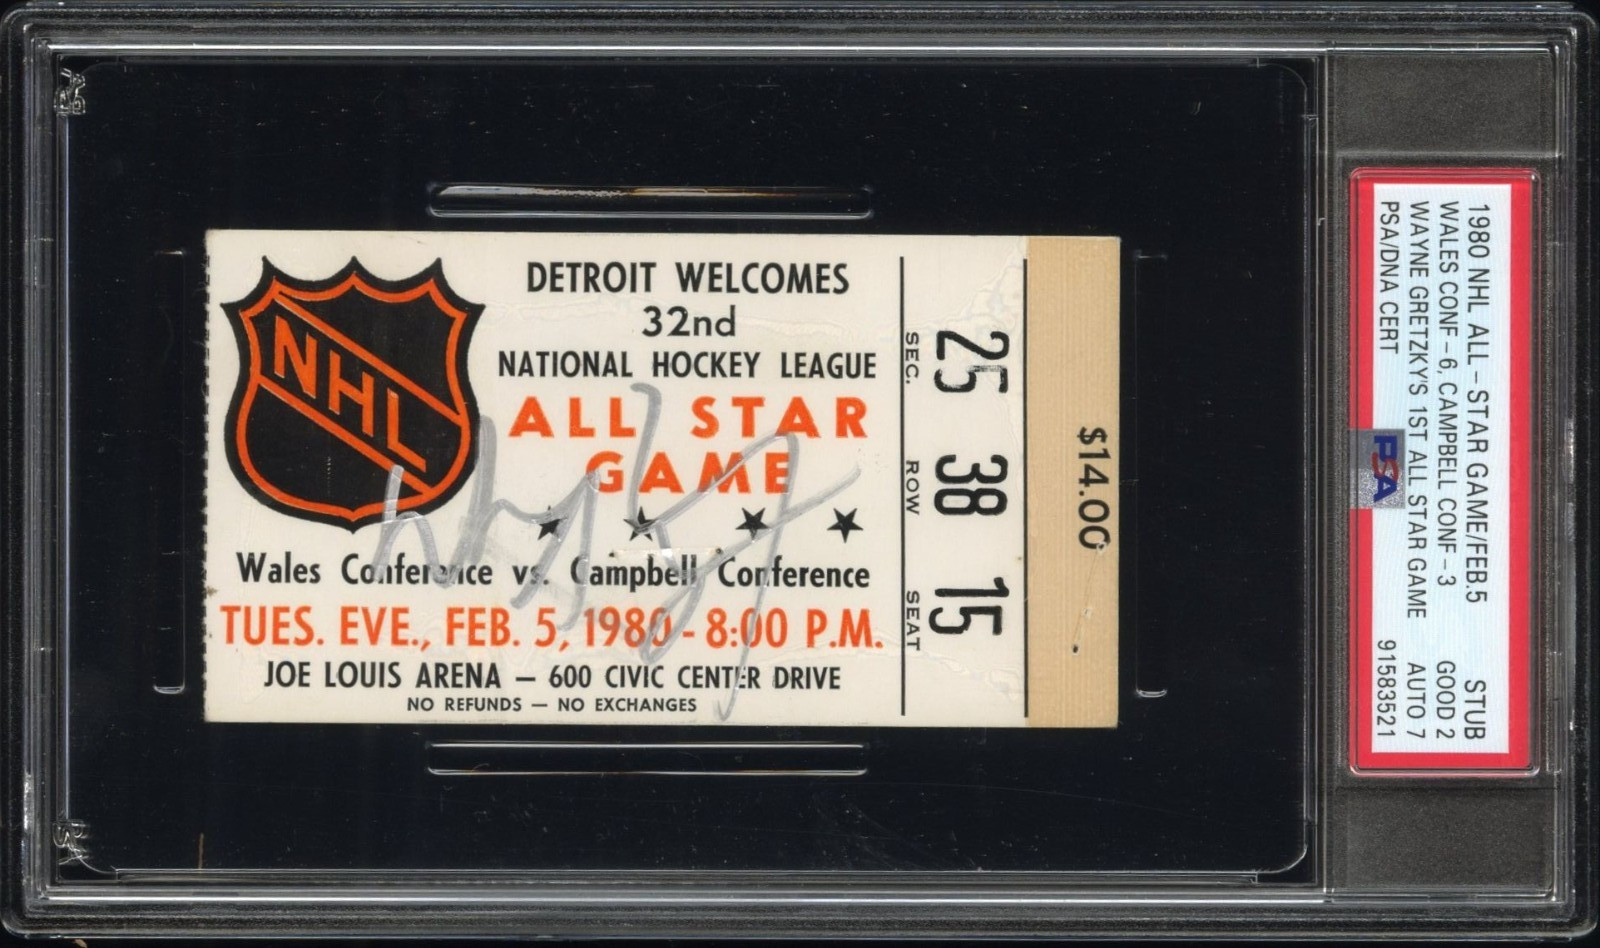 NHL
DETROIT WELCOMES
32nd
NATIONAL HOCKEY LEAGUE
ALL STAR
GAME
Wales Conference vs. Campbell Conference
TUES. EVE., FEB. 5, 1980 - 8:00 P.M.
JOE LOUIS ARENA — 600 CIVIC CENTER DRIVE
NO REFUNDS — NO EXCHANGES
SEC. 25
ROW 38
SEAT 15
$14.00
1980 NHL ALL-STAR GAME/FEB.5 STUB
WALES CONF-6, CAMPBELL CONF-3 GOOD 2
WAYNE GRETZKY'S 1ST ALL STAR GAME AUTO 7
PSA/DNA CERT 91583521
PSA